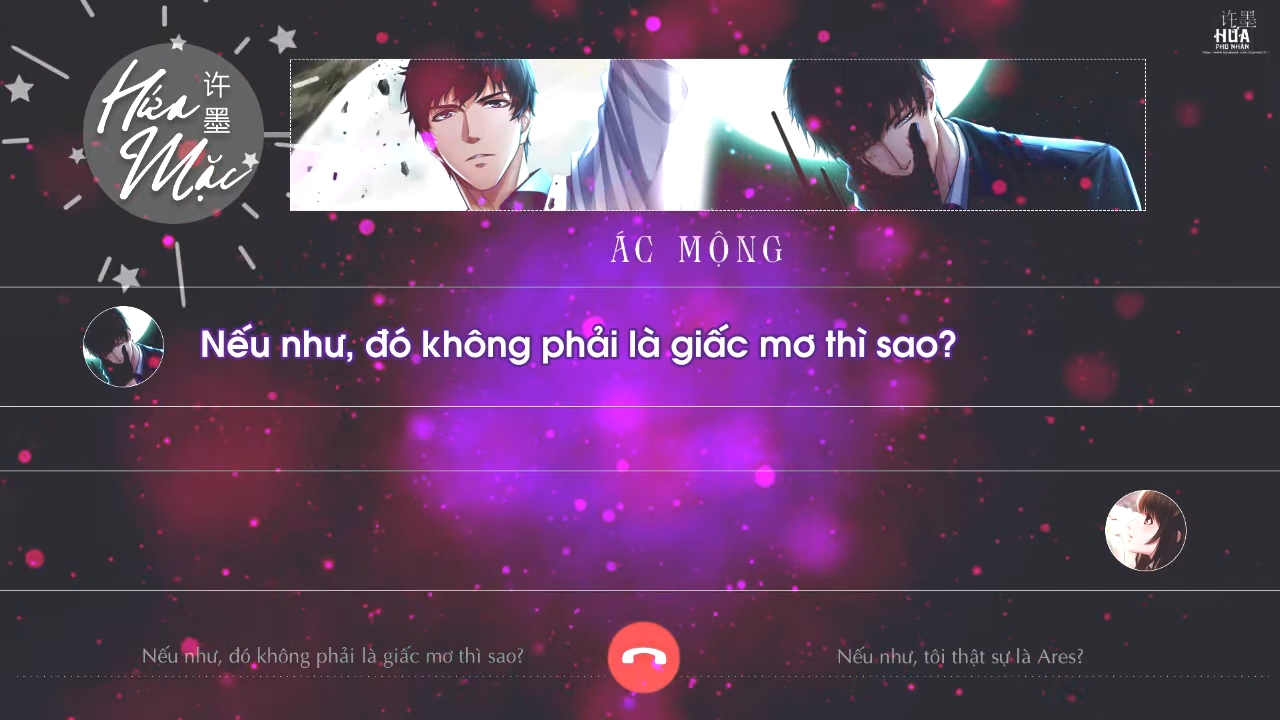 许墨
HỨA
PHU NHÂN
Hứa
许
墨
Mặc
ÁC MỘNG
Nếu như, đó không phải là giấc mơ thì sao?
Nếu như, đó không phải là giấc mơ thì sao?
Nếu như, tôi thật sự là Ares?